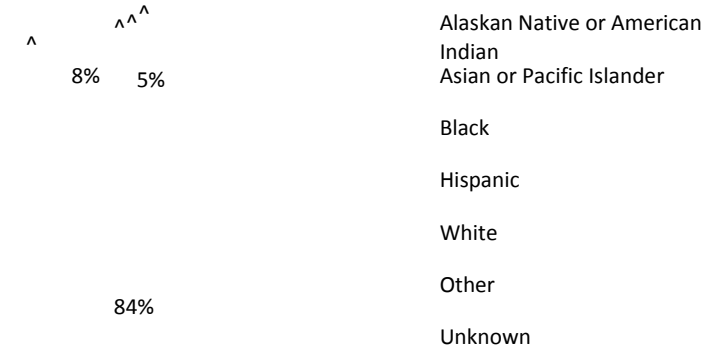 ^
^^^
8%
5%
84%
Alaskan Native or American
Indian
Asian or Pacific Islander
Black
Hispanic
White
Other
Unknown